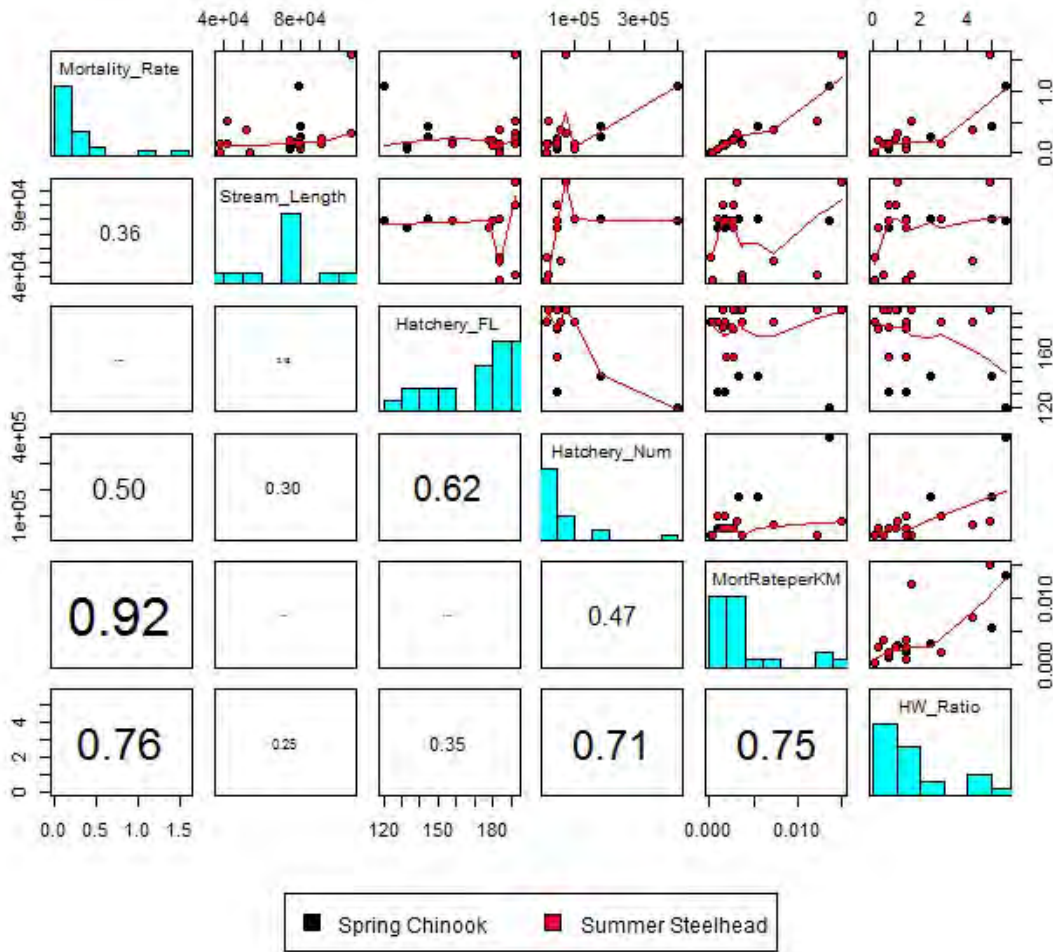 4e+04 8e+04 1e+05 3e+05 0 2 4
Mortality_Rate 0.0 1.0
4e+04 9e+04 0.36 Stream_Length
Hatchery_FL 120 160
1e+05 4e+05 0.50 0.30 0.62 Hatchery_Num
0.92 0.47 MortRateperKM 0.000 0.010
0 2 4 0.76 0.25 0.35 0.71 0.75 HW_Ratio
0.0 0.5 1.0 1.5 120 150 180 0.000 0.010
Spring Chinook Summer Steelhead